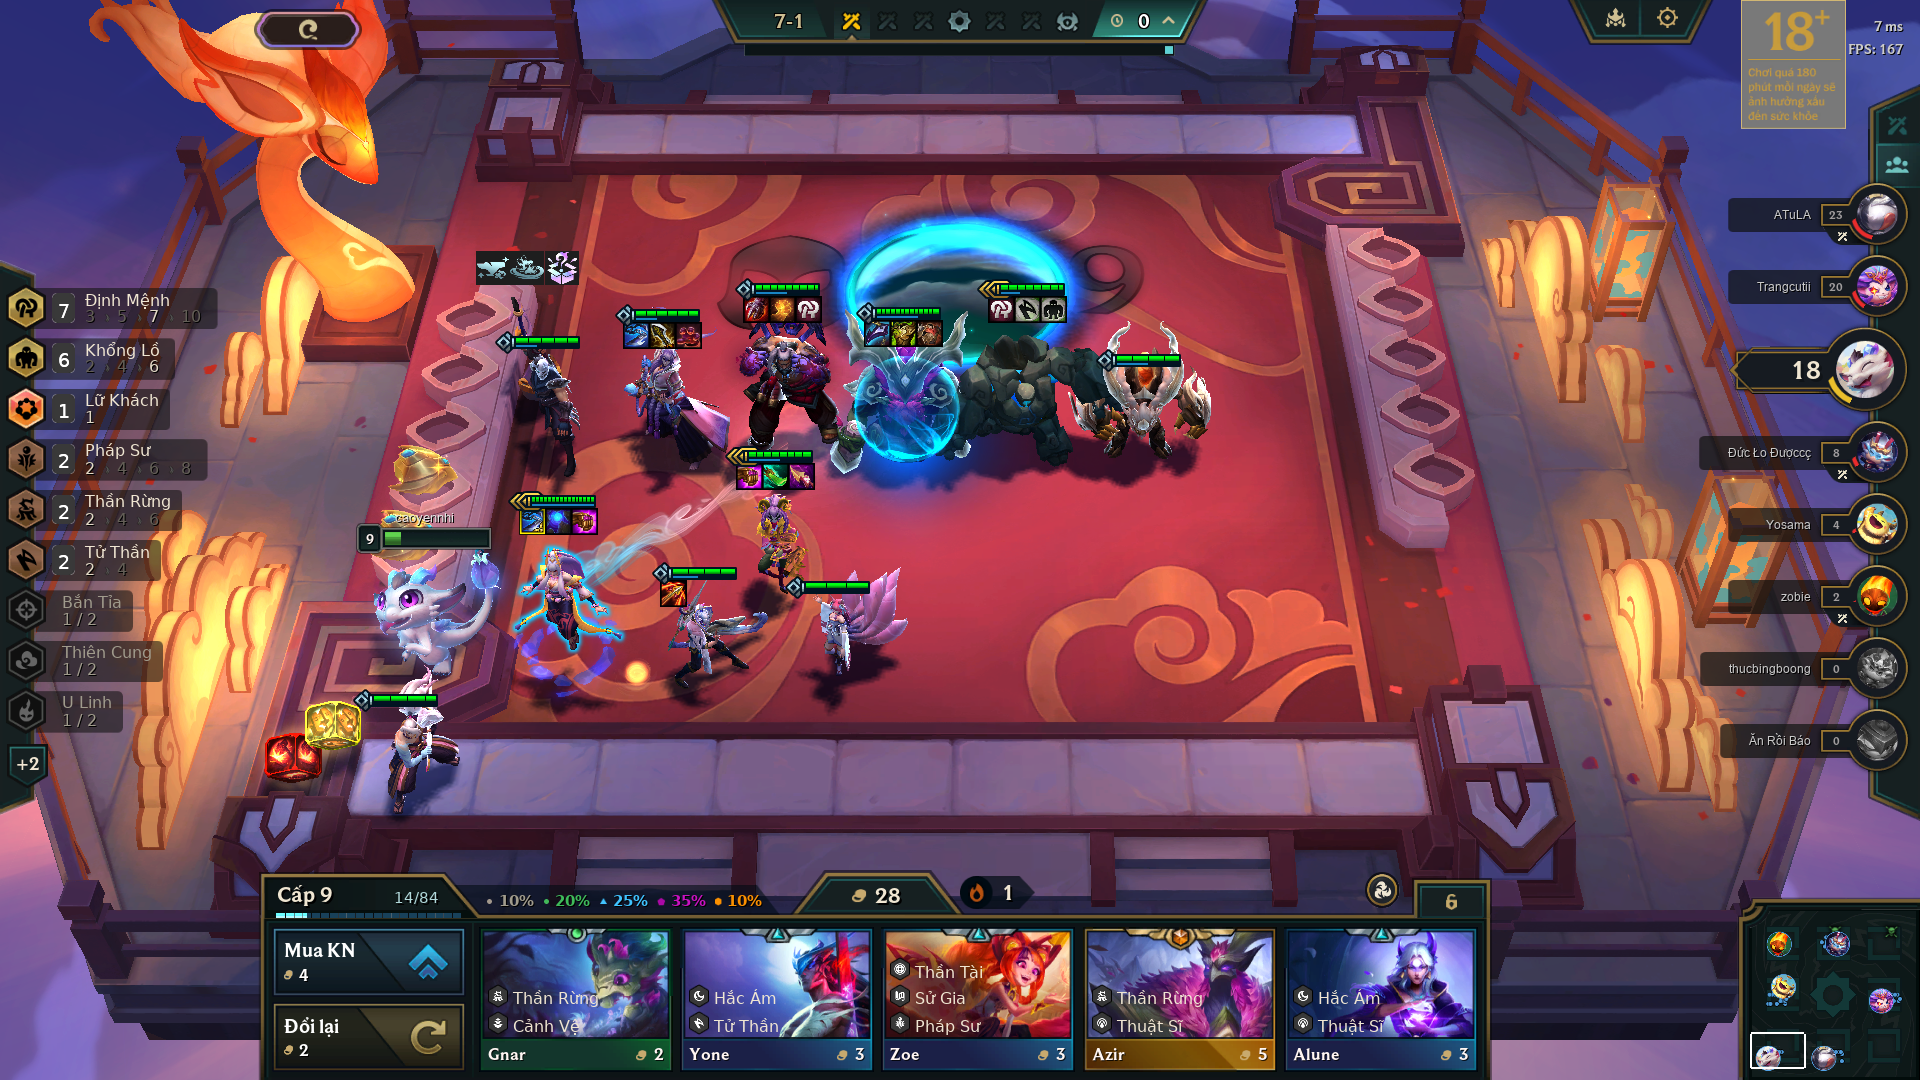 7-1
0
18+
Chơi quá 180
phút mỗi ngày sẽ
ảnh hưởng xấu
đến sức khỏe
7 ms
FPS: 167
ATuLA 23
Trangcutii 20
18
Đức Lo Đượccç 8
Yosama 4
zobie 2
thucbingboong 0
Ăn Rồi Báo 0
7 Định Mệnh
3 5 7 10
6 Khổng Lồ
2 4 6
1 Lữ Khách
1
2 Pháp Sư
2 4 6 8
2 Thần Rừng
2 4 6
2 Tử Thần
2 4
Bắn Tỉa
1 / 2
Thiên Cung
1 / 2
U Linh
1 / 2
+2
caoyennhi
9
Cấp 9
14/84
10% 20% 25% 35% 10%
28
1
6
Mua KN
4
Đổi lại
2
Thần Rừng
Cảnh Vệ
Gnar 2
Hắc Ám
Tử Thần
Yone 3
Thần Tài
Sứ Gia
Pháp Sư
Zoe 3
Thần Rừng
Thuật Sĩ
Azir 5
Hắc Ám
Thuật Sĩ
Alune 3